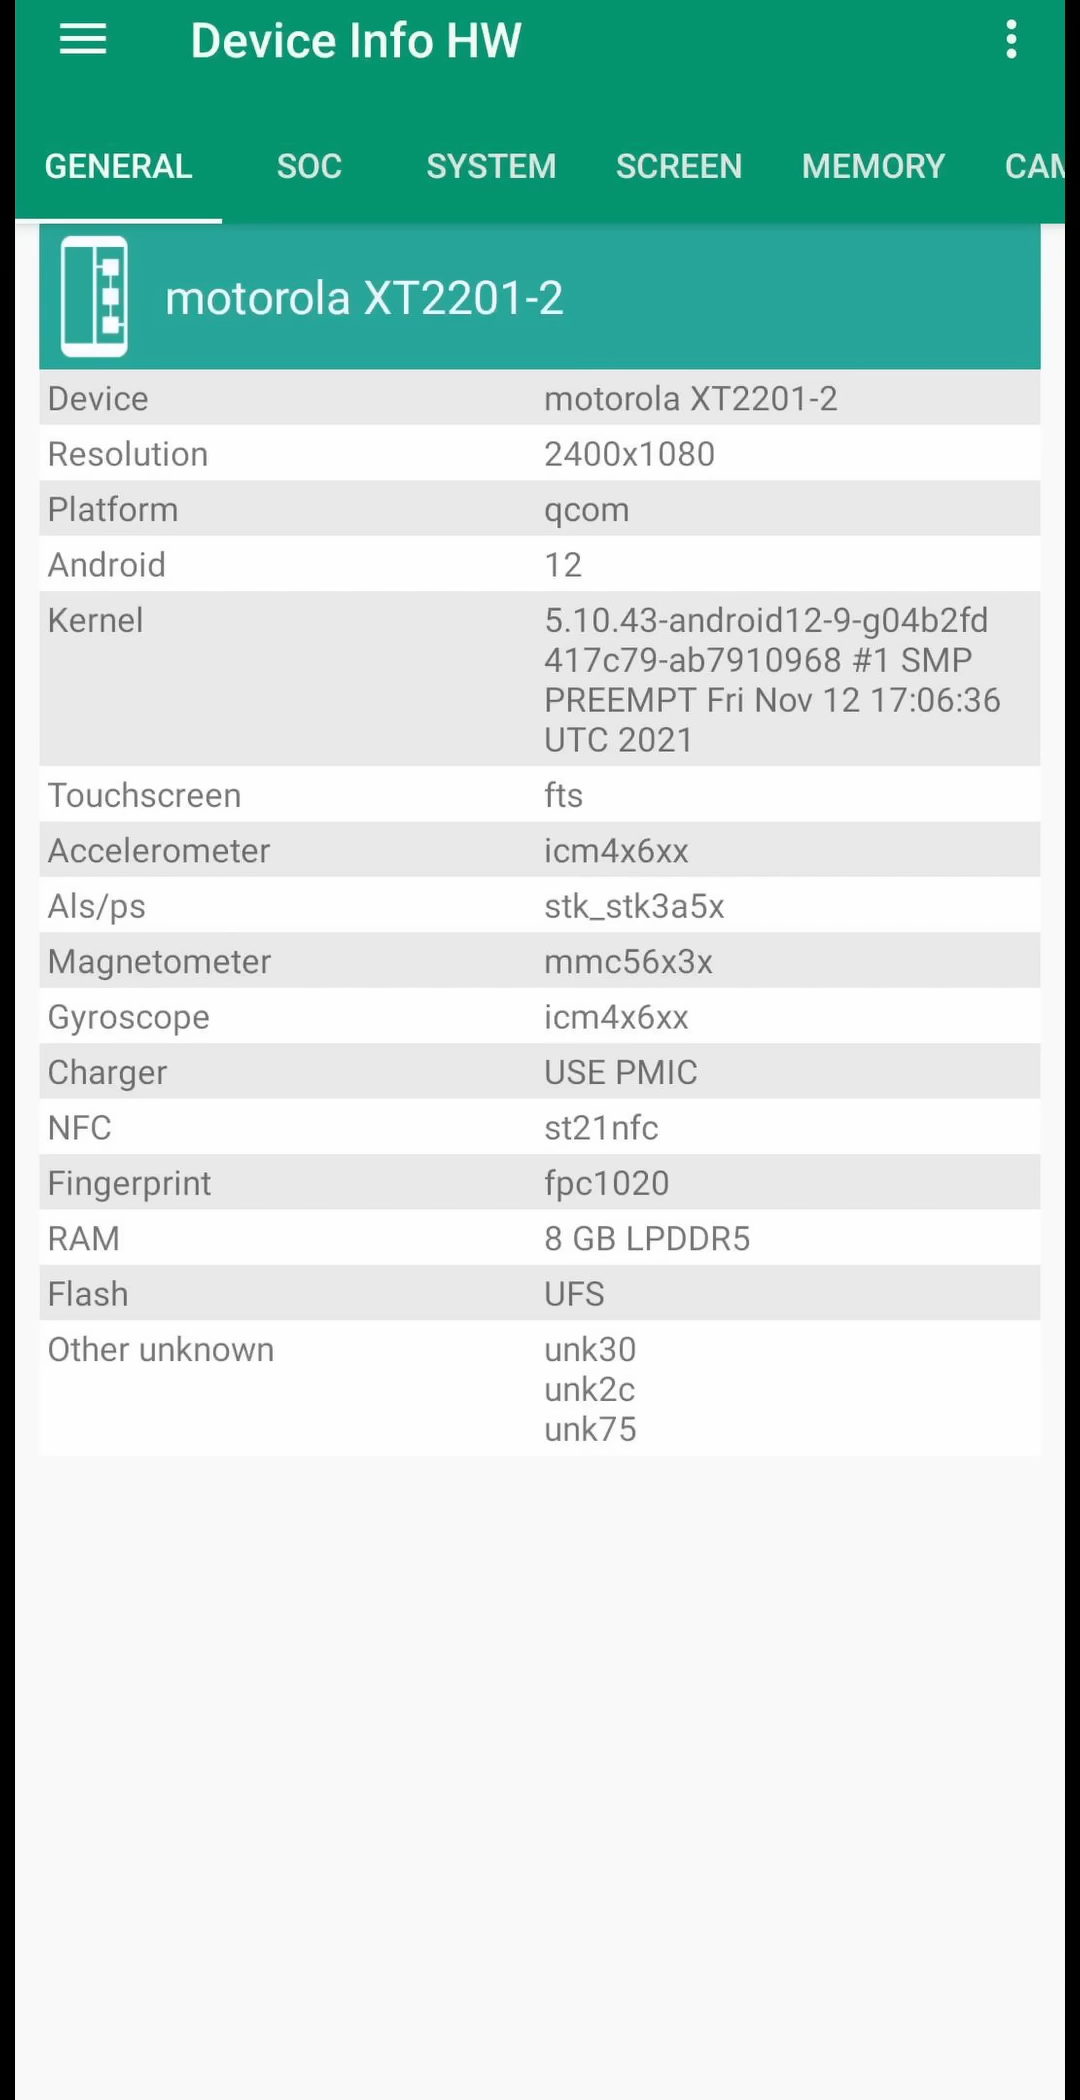 Device Info HW
GENERAL SOC SYSTEM SCREEN MEMORY CAM
motorola XT2201-2
Device motorola XT2201-2
Resolution 2400x1080
Platform qcom
Android 12
Kernel 5.10.43-android12-9-g04b2fd
417c79-ab7910968 #1 SMP
PREEMPT Fri Nov 12 17:06:36
UTC 2021
Touchscreen fts
Accelerometer icm4x6xx
Als/ps stk_stk3a5x
Magnetometer mmc56x3x
Gyroscope icm4x6xx
Charger USE PMIC
NFC st21nfc
Fingerprint fpc1020
RAM 8 GB LPDDR5
Flash UFS
Other unknown unk30
unk2c
unk75